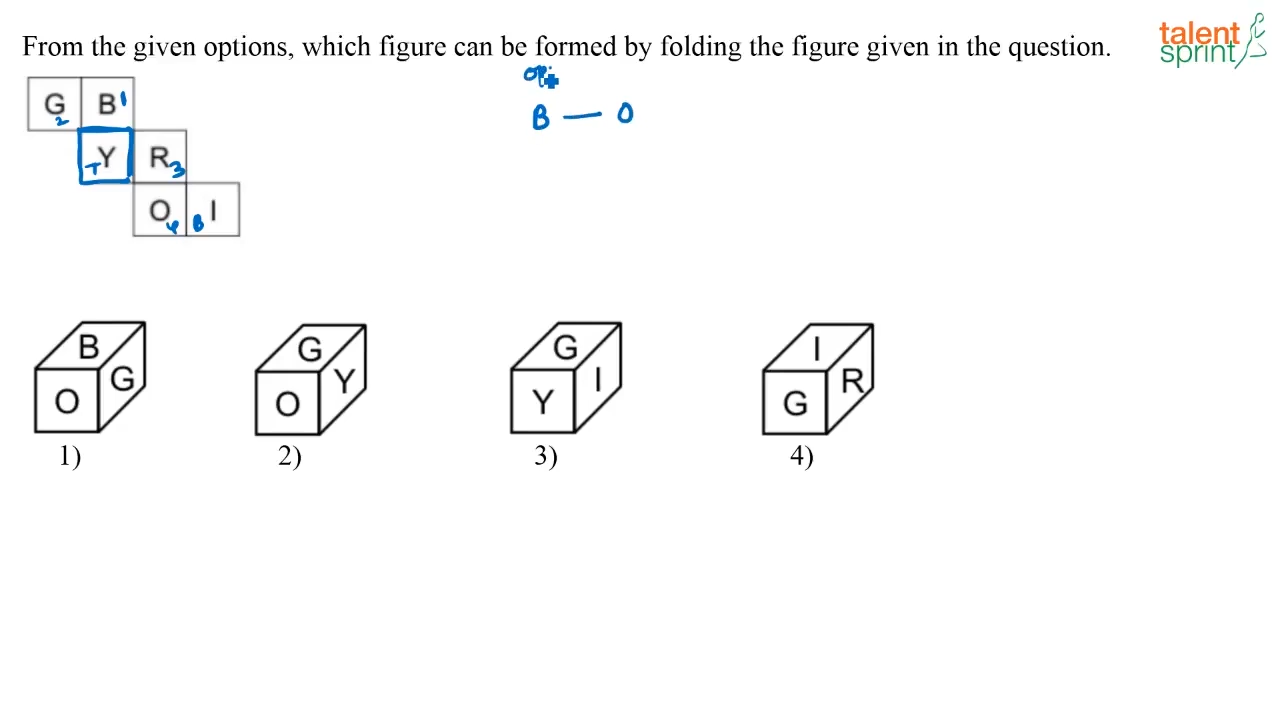 talent
sprint
From the given options, which figure can be formed by folding the figure given in the question.
opp
G 2 B 1
B — O
T Y R 3
O 4 B I
B
O G
G
O Y
G
Y I
I
G R
1) 2) 3) 4)